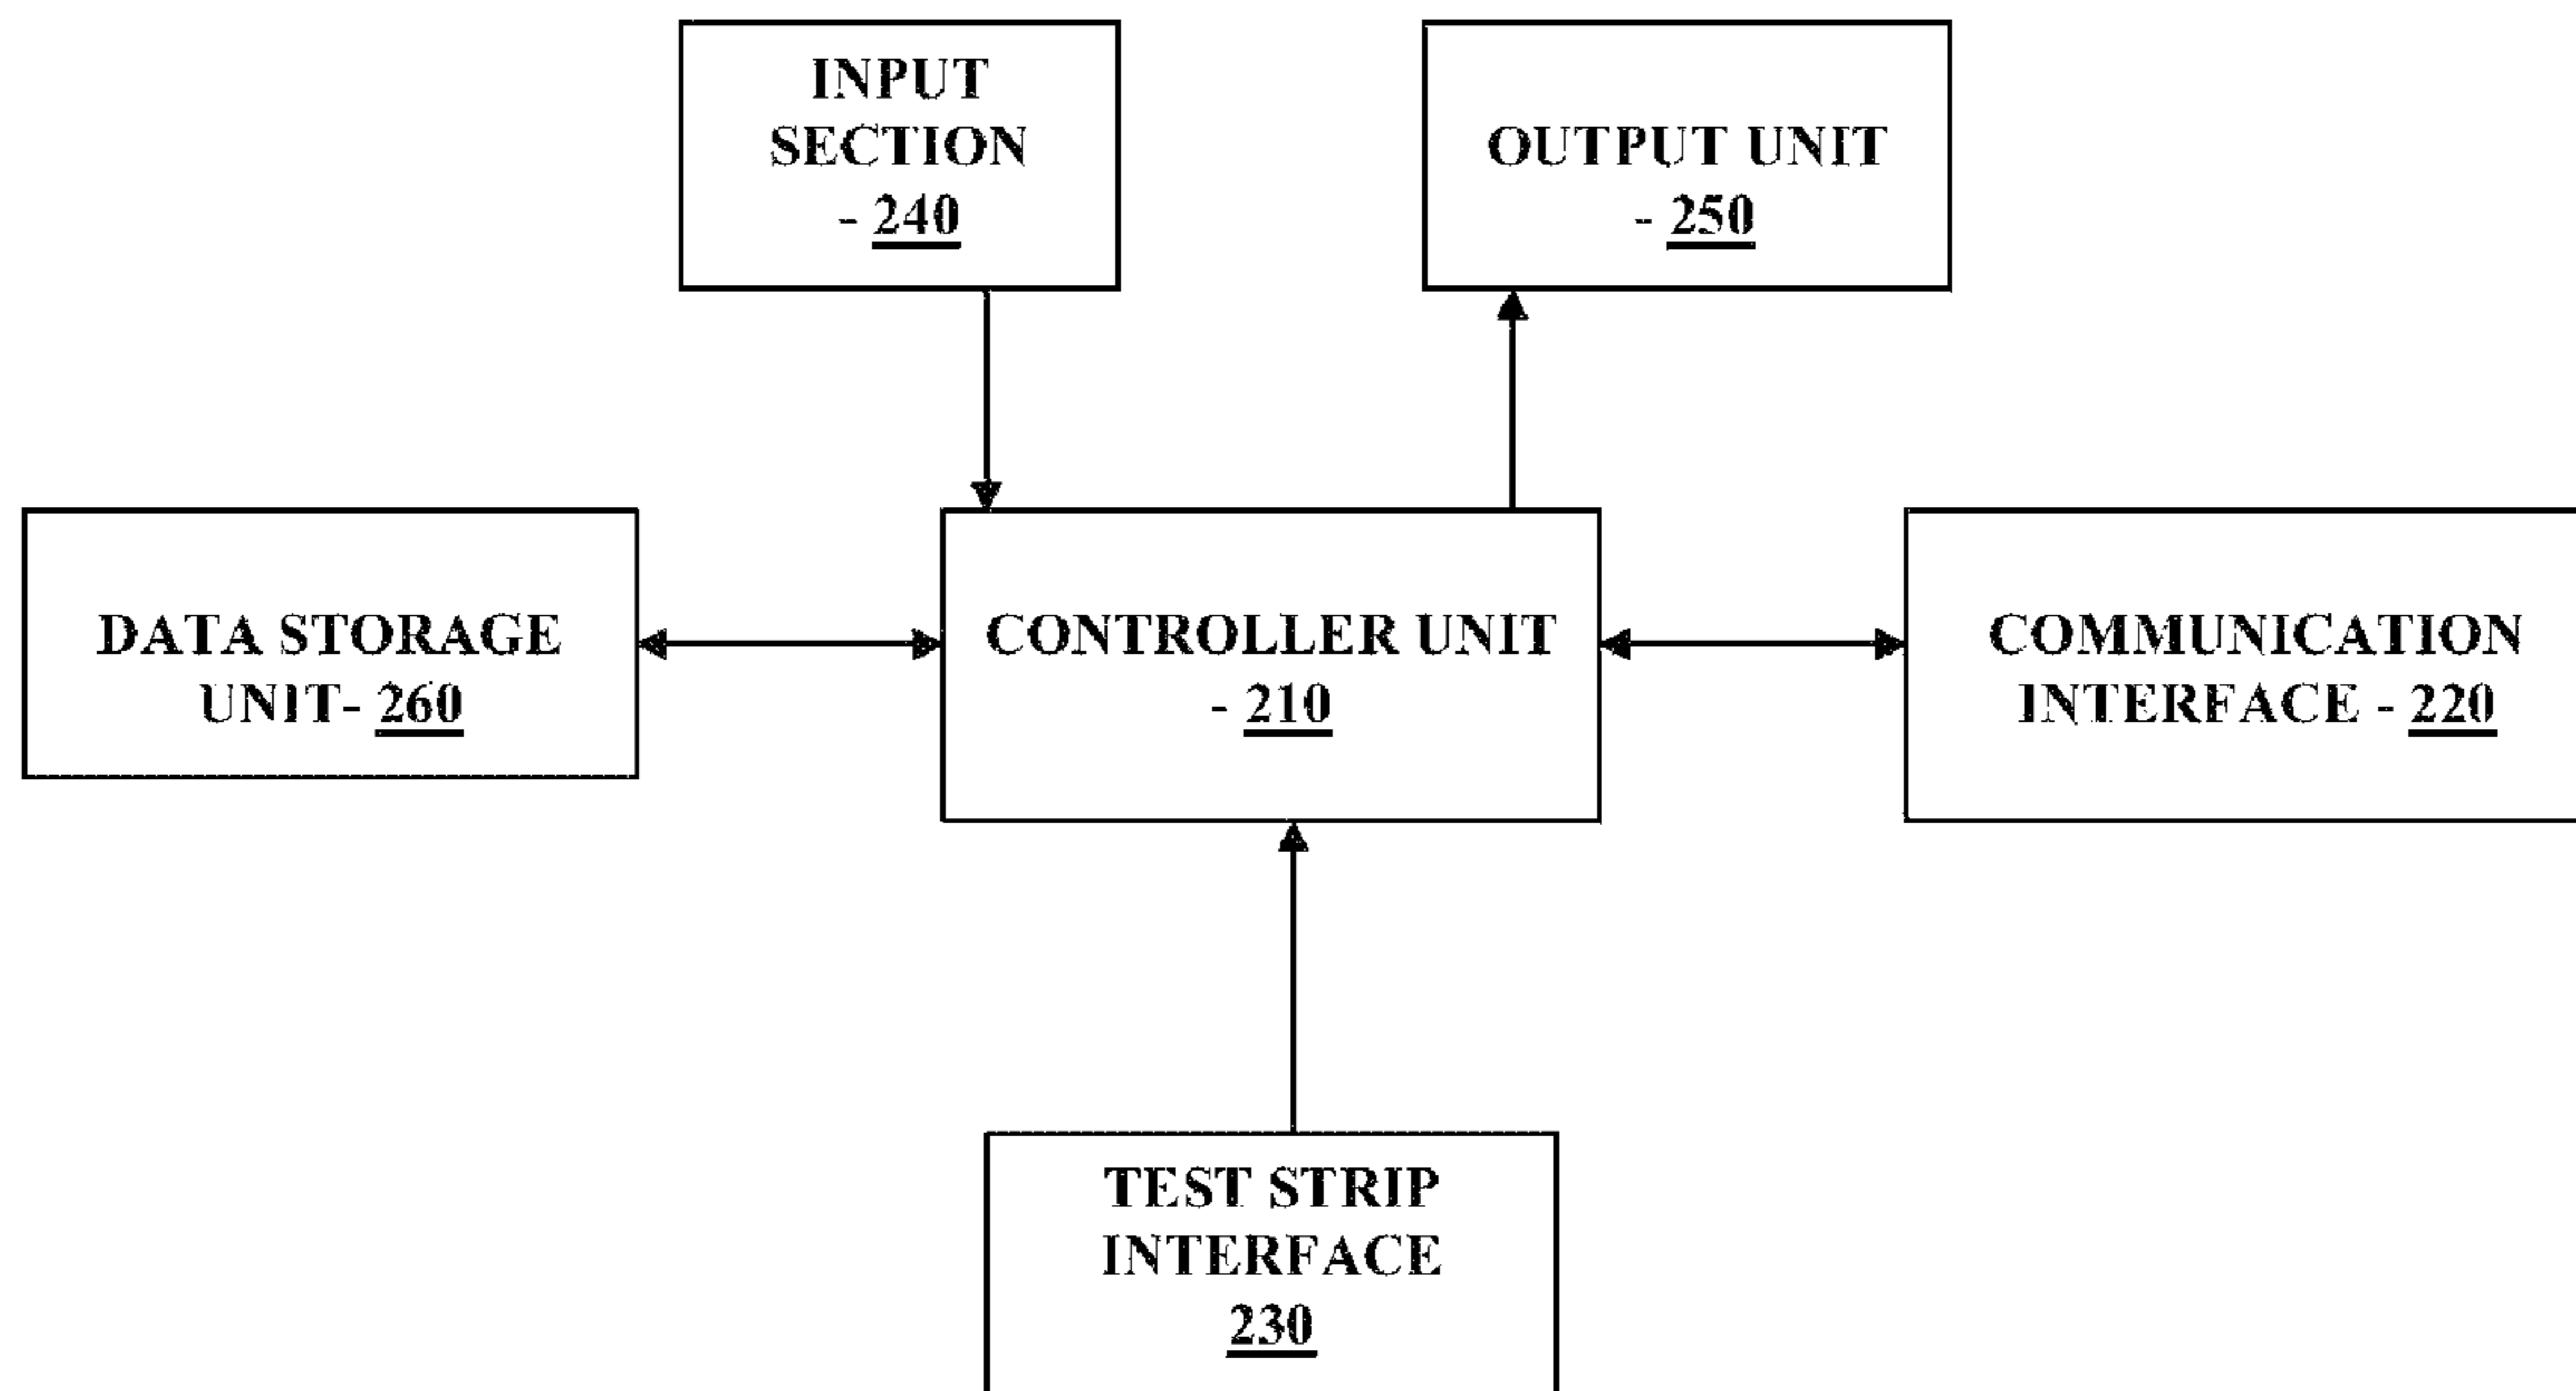 INPUT
SECTION
- 240
OUTPUT UNIT
- 250
DATA STORAGE
UNIT- 260
CONTROLLER UNIT
- 210
COMMUNICATION
INTERFACE - 220
TEST STRIP
INTERFACE
230